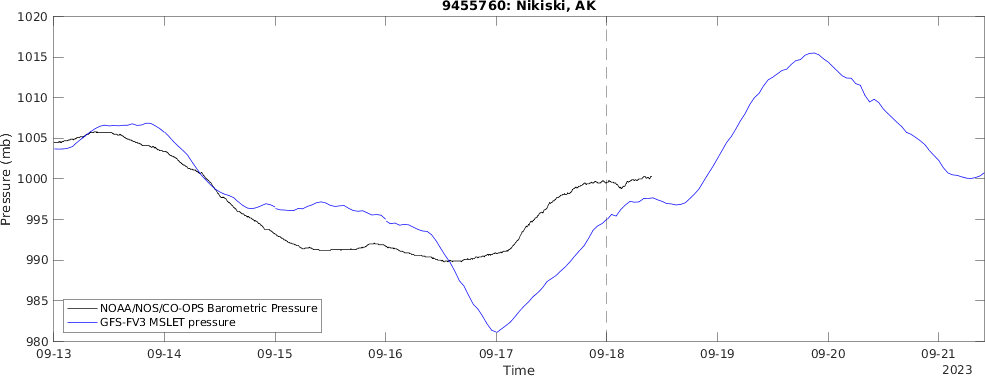 9455760: Nikiski, AK
1020
1015
1010
1005
1000
995
990
985
980
Pressure (mb)
NOAA/NOS/CO-OPS Barometric Pressure
GFS-FV3 MSLET pressure
09-13 09-14 09-15 09-16 09-17 09-18 09-19 09-20 09-21
Time
2023